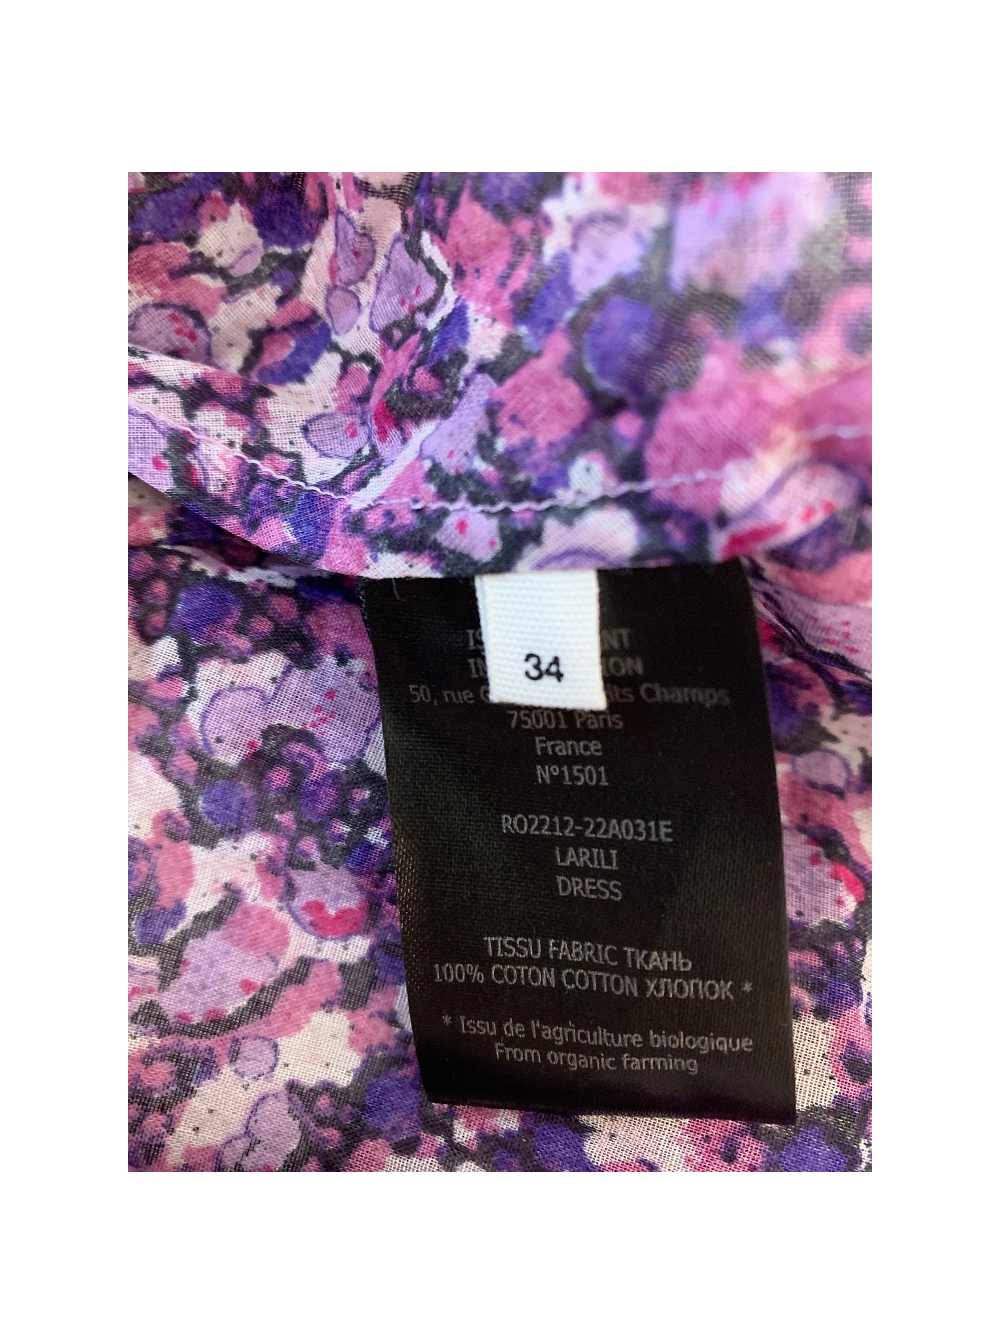 34
50, rue its Champs
75001 Paris
France
N°1501
RO2212-22A031E
LARILI
DRESS
TISSU FABRIC ТКАНЬ
100% COTON COTTON ХЛОПОК *
* Issu de l'agriculture biologique
From organic farming